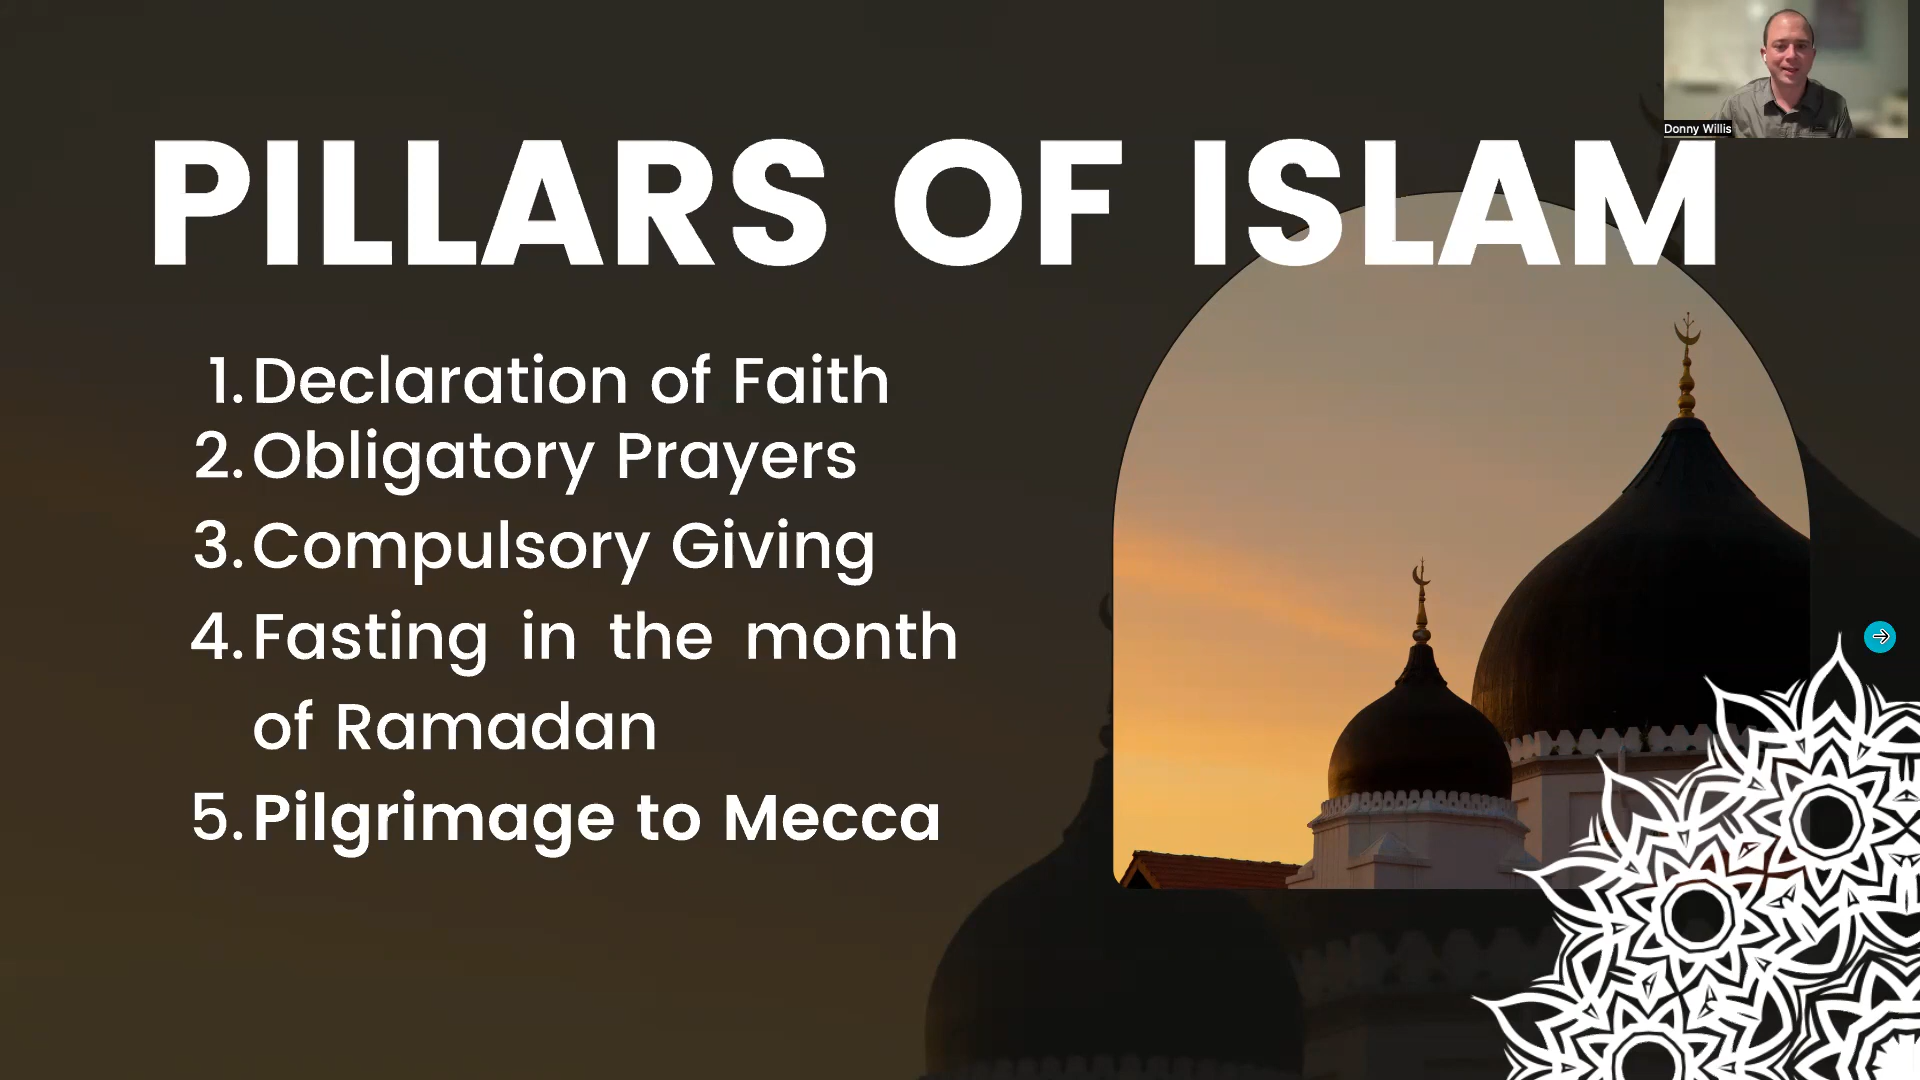 Donny Willis
PILLARS OF ISLAM
1. Declaration of Faith
2. Obligatory Prayers
3. Compulsory Giving
4. Fasting in the month
of Ramadan
5. Pilgrimage to Mecca